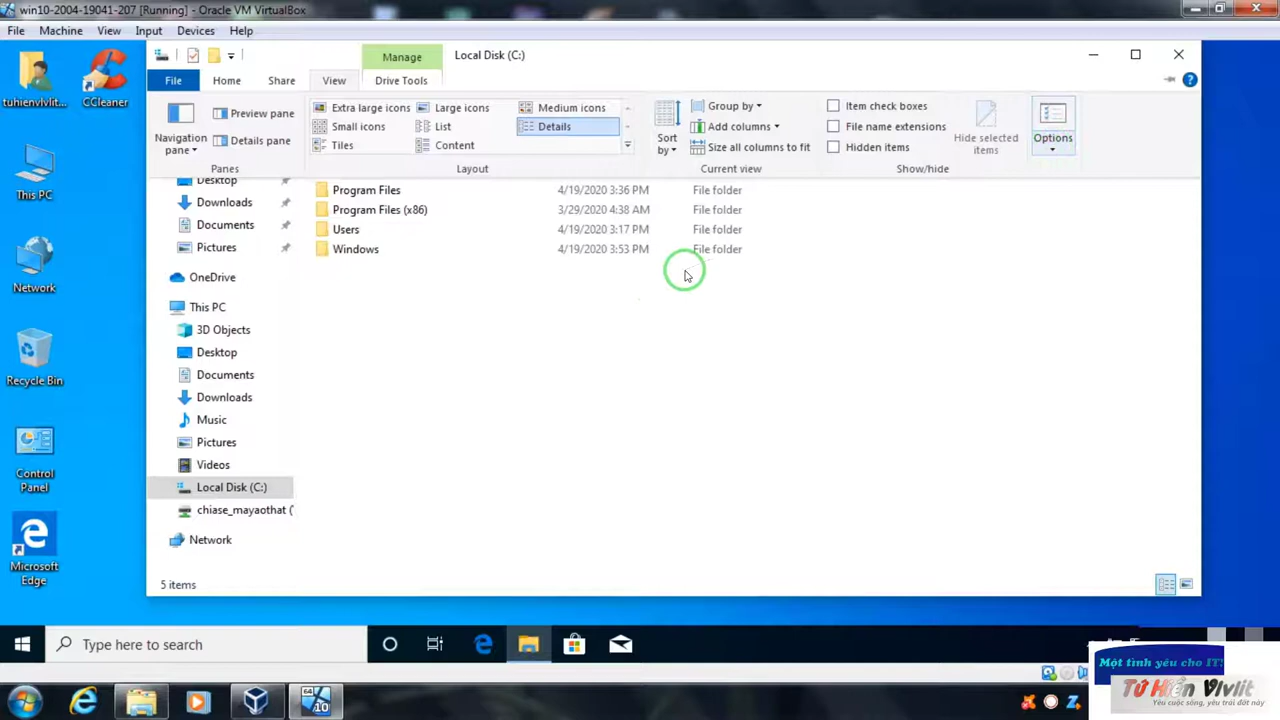 win10-2004-19041-207 [Running] - Oracle VM VirtualBox
File Machine View Input Devices Help
Manage Local Disk (C:)
File Home Share View Drive Tools
Navigation pane
Preview pane
Details pane
Panes
Extra large icons Large icons Medium icons
Small icons List Details
Tiles Content
Layout
Sort by
Group by
Add columns
Size all columns to fit
Current view
Item check boxes
File name extensions
Hidden items
Hide selected items
Show/hide
Options
tuhienvlvlit...
CCleaner
This PC
Network
Recycle Bin
Control Panel
Microsoft Edge
Desktop
Downloads
Documents
Pictures
OneDrive
This PC
3D Objects
Desktop
Documents
Downloads
Music
Pictures
Videos
Local Disk (C:)
chiase_mayaothat (
Network
Program Files 4/19/2020 3:36 PM File folder
Program Files (x86) 3/29/2020 4:38 AM File folder
Users 4/19/2020 3:17 PM File folder
Windows 4/19/2020 3:53 PM File folder
5 items
Type here to search
64
10
Một tình yêu cho IT!
Tứ Hiền Vlvlit
Yêu cuộc sống, yêu trái đất này